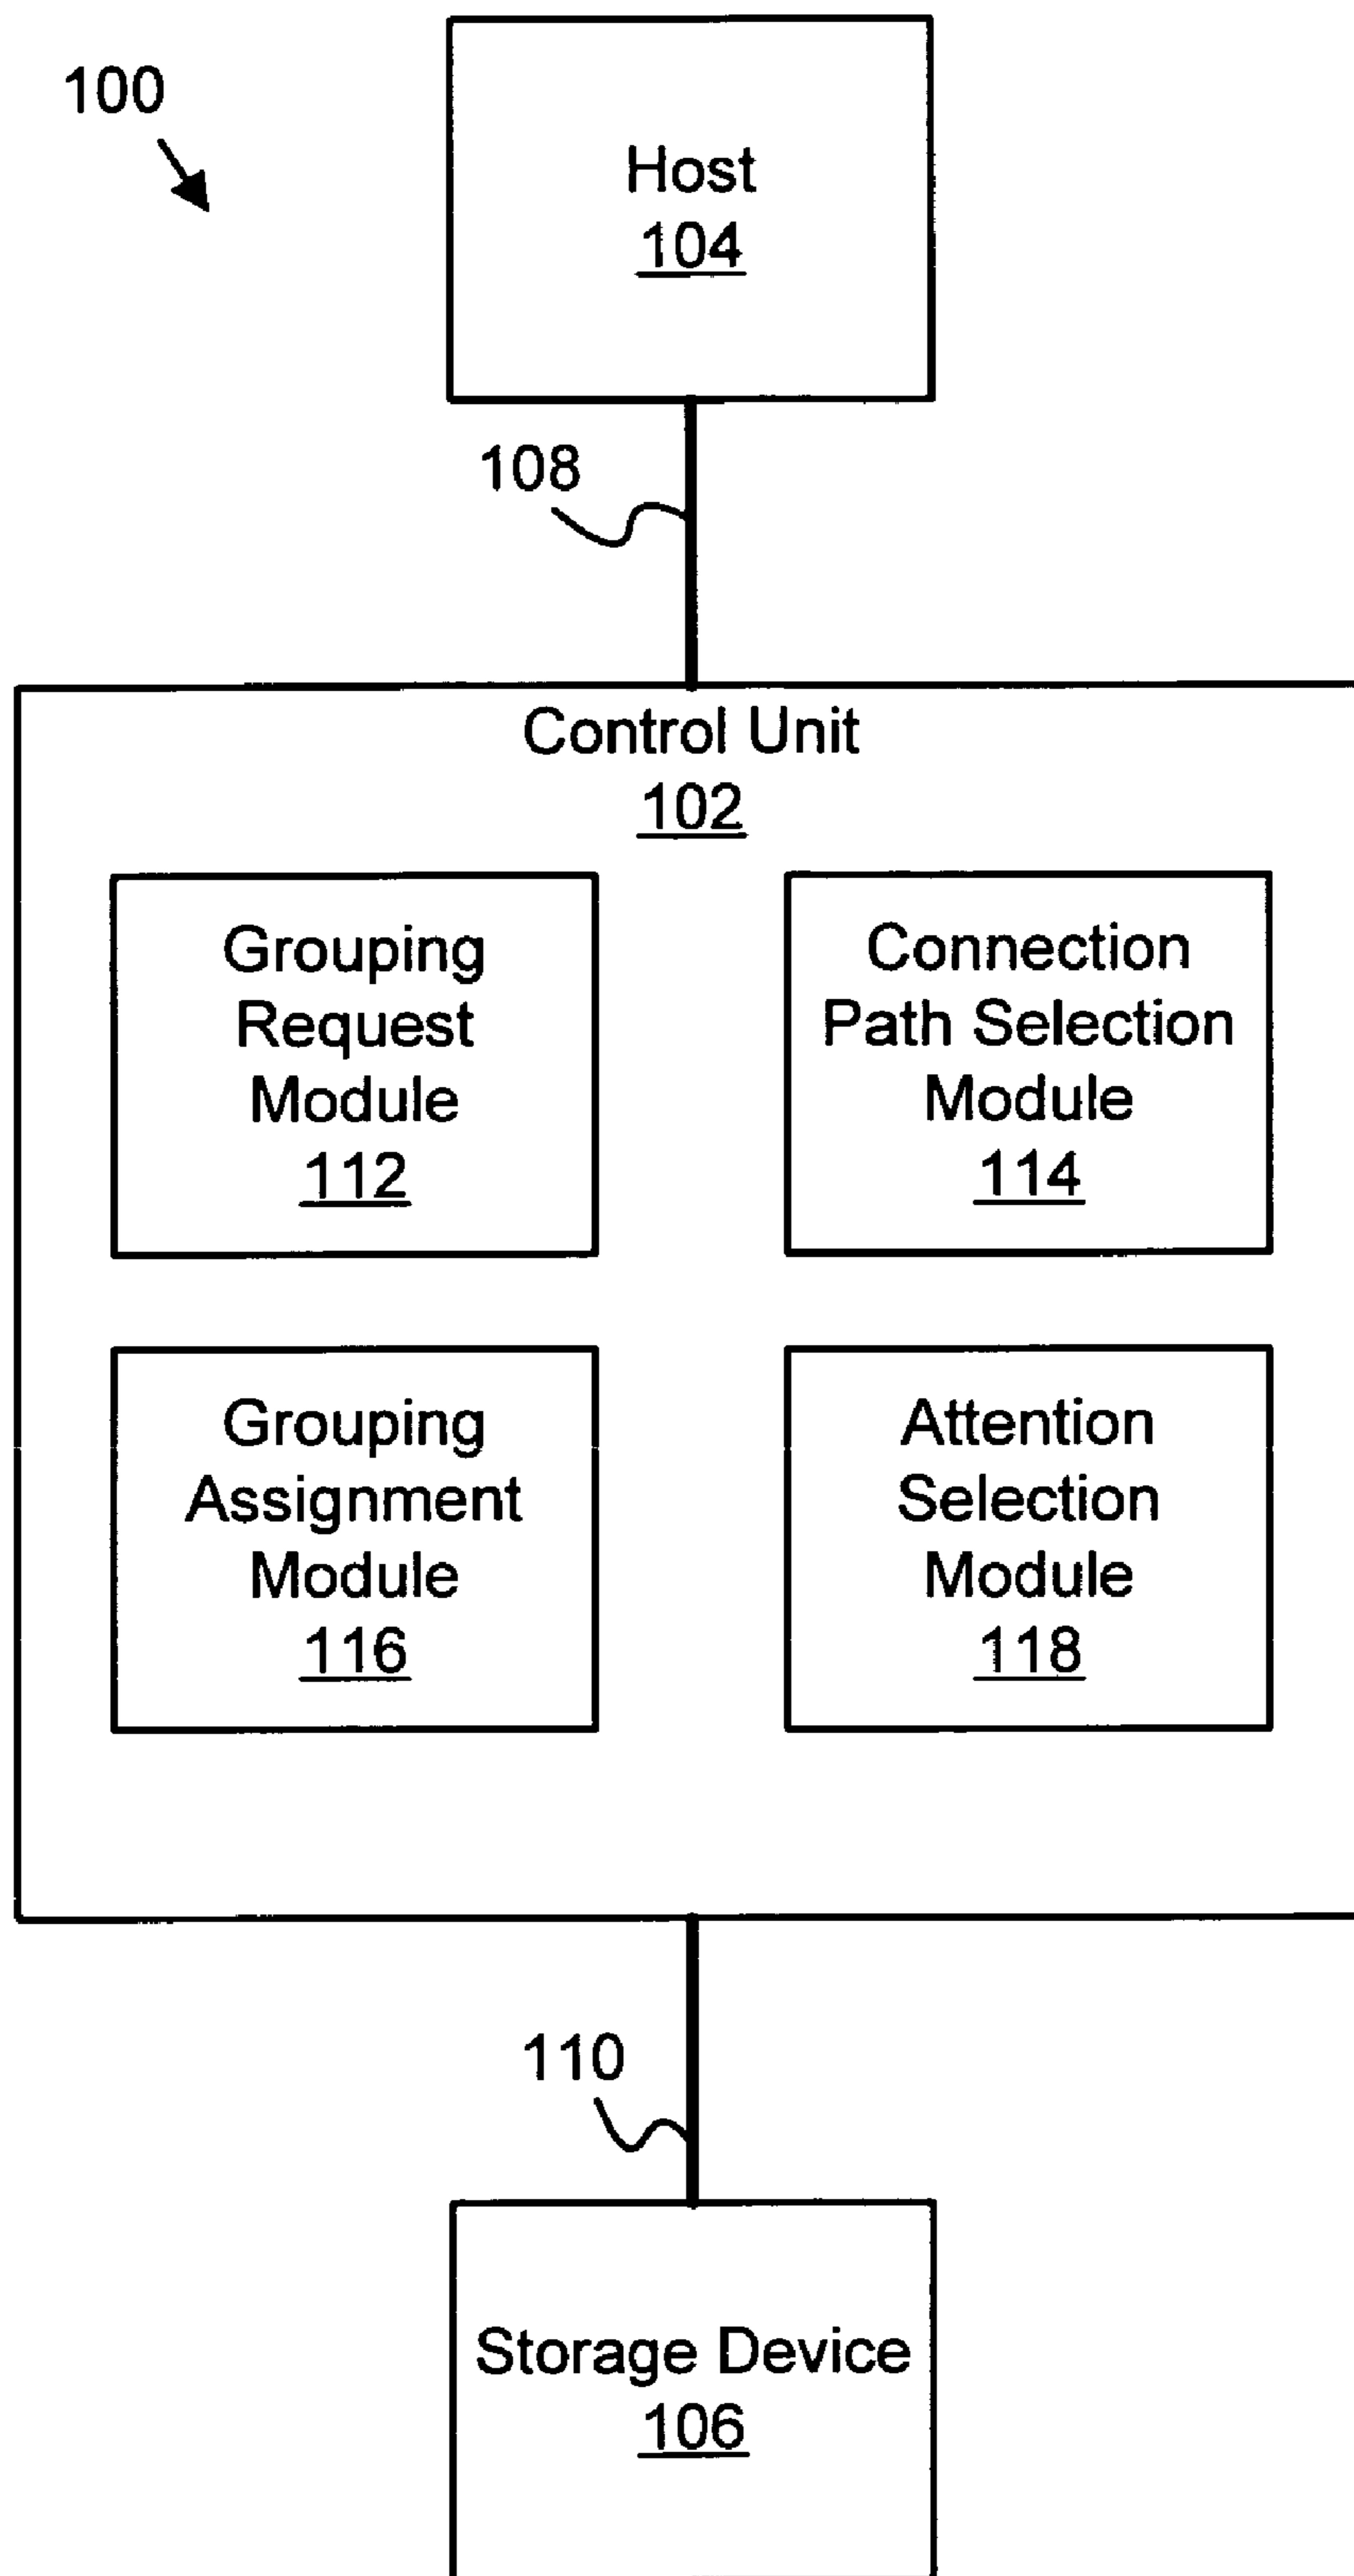 100
Host
104
108
Control Unit
102
Grouping
Request
Module
112
Connection
Path Selection
Module
114
Grouping
Assignment
Module
116
Attention
Selection
Module
118
110
Storage Device
106